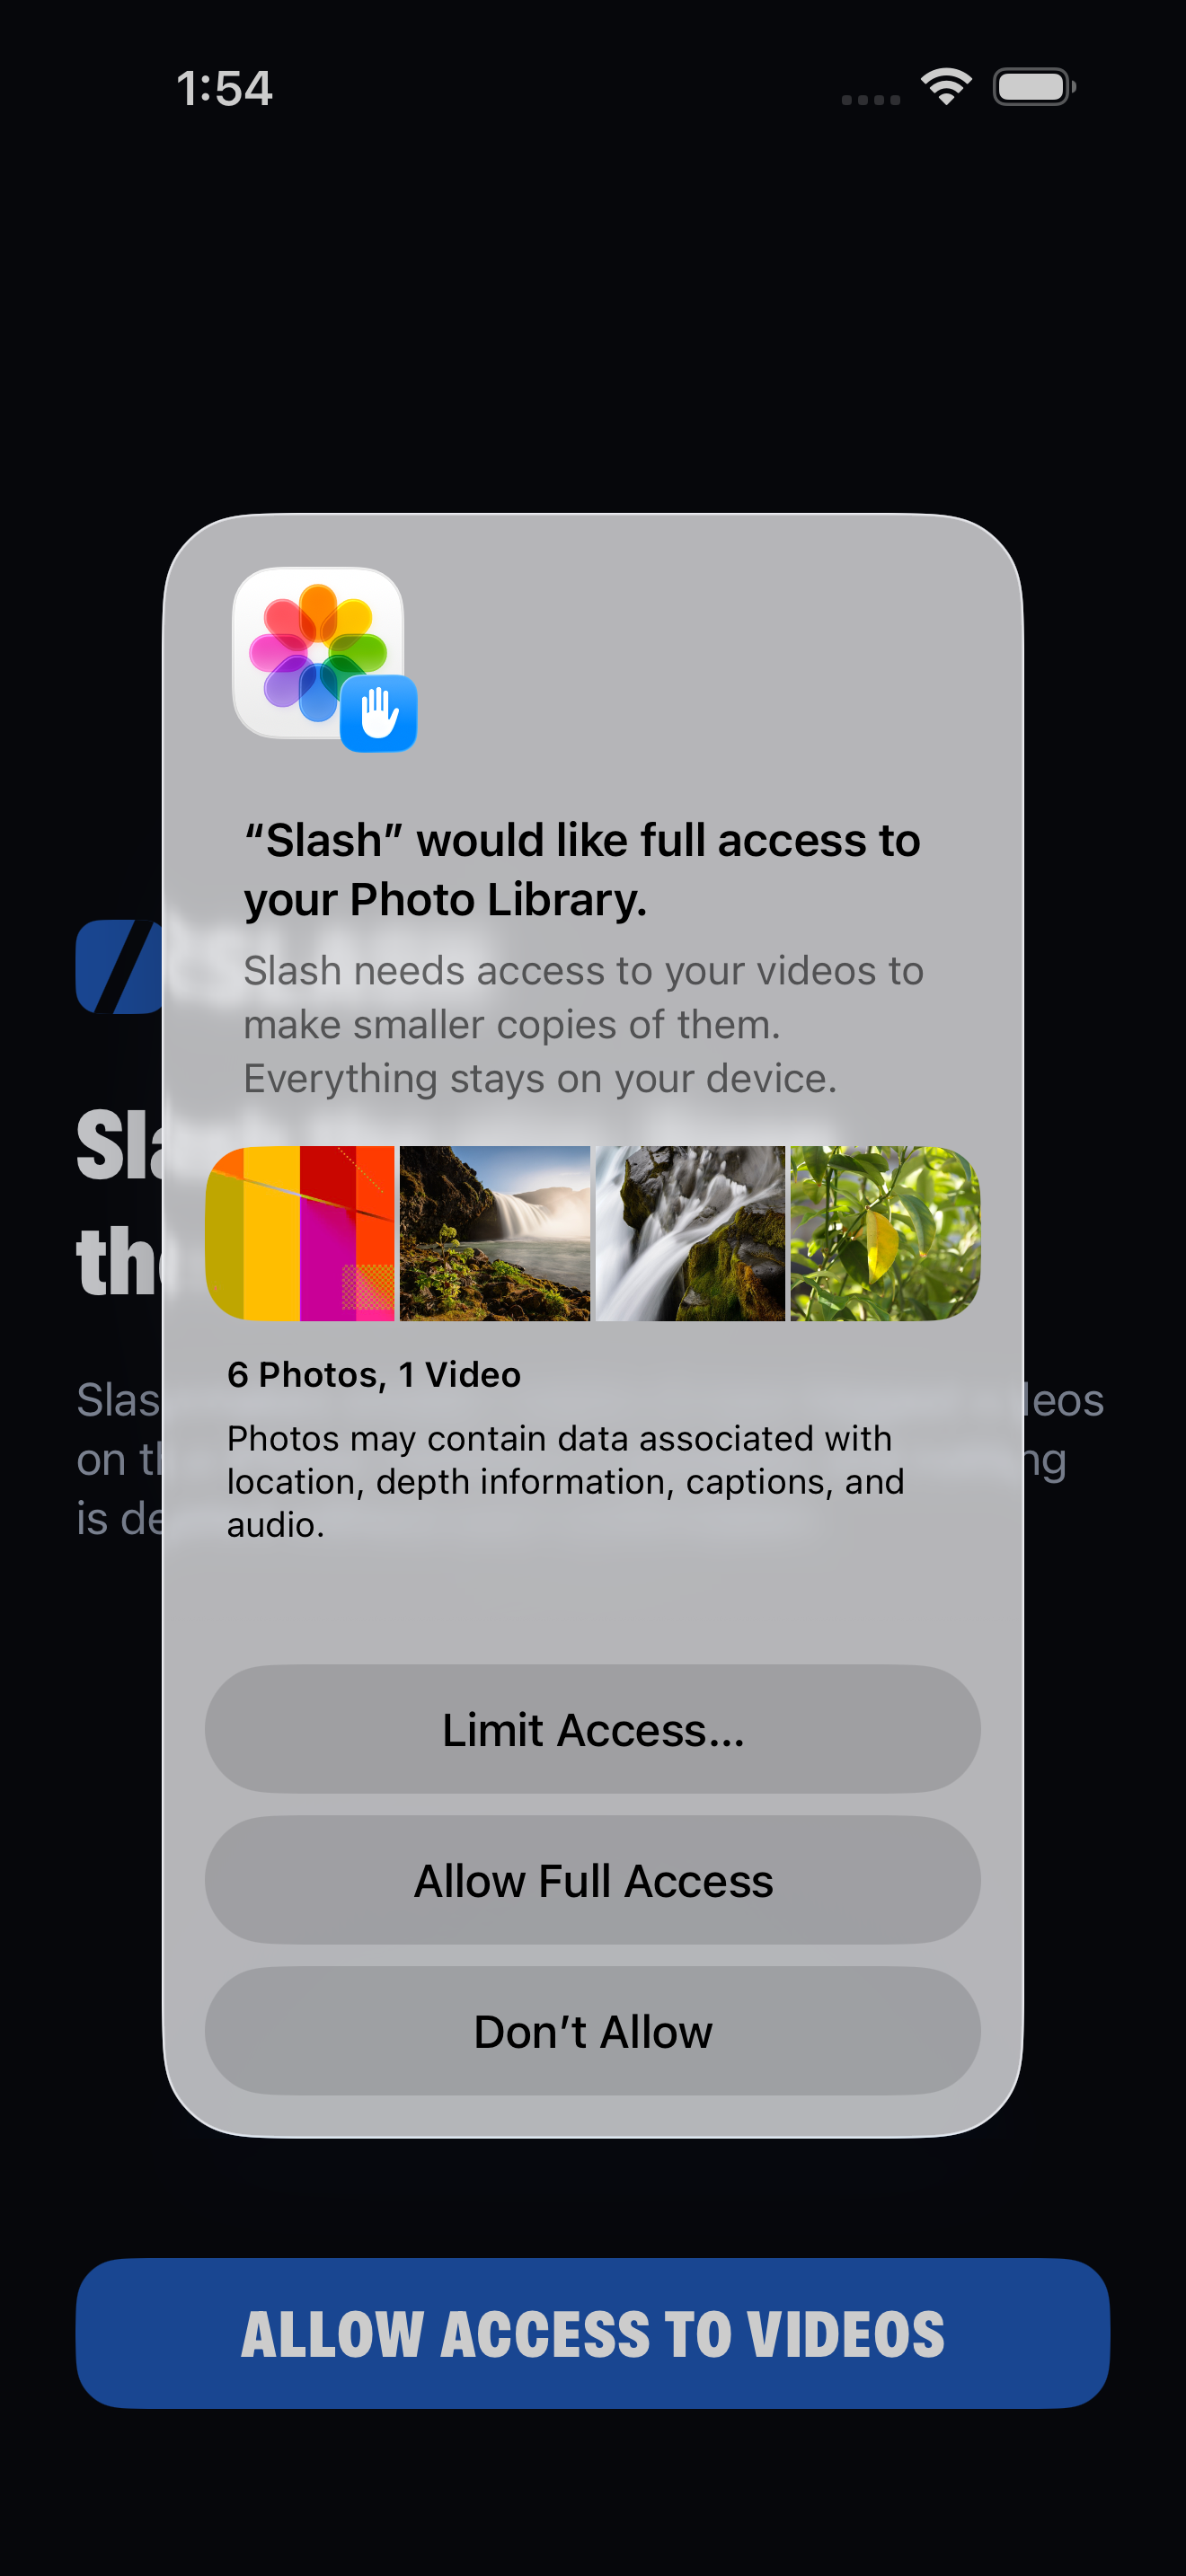 1:54
“Slash” would like full access to
your Photo Library.
Slash needs access to your videos to
make smaller copies of them.
Everything stays on your device.
6 Photos, 1 Video
Photos may contain data associated with
location, depth information, captions, and
audio.
on
is
Limit Access...
Allow Full Access
Don’t Allow
ALLOW ACCESS TO VIDEOS